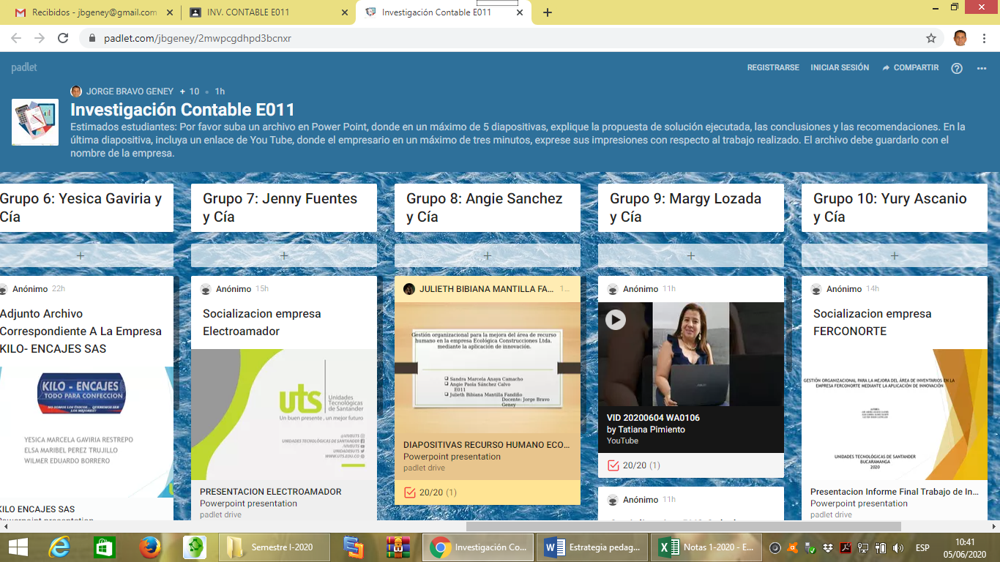 Recibidos - jbgeney@gmail.com
INV. CONTABLE E011
Investigación Contable E011
padlet.com/jbgeney/2mwpcgdhpd3bcnxr
padlet
REGISTRARSE
INICIAR SESIÓN
COMPARTIR
JORGE BRAVO GENEY + 10 1h
Investigación Contable E011
Estimados estudiantes: Por favor suba un archivo en Power Point, donde en un máximo de 5 diapositivas, explique la propuesta de solución ejecutada, las conclusiones y las recomendaciones. En la
última diapositiva, incluya un enlace de You Tube, donde el empresario en un máximo de tres minutos, exprese sus impresiones con respecto al trabajo realizado. El archivo debe guardarlo con el
nombre de la empresa.
Grupo 6: Yesica Gaviria y
Cía
+
Anónimo 22h
Adjunto Archivo
Correspondiente A La Empresa
KILO- ENCAJES SAS
KILO - ENCAJES
TODO PARA CONFECCION
NO SOMOS LOS ÚNICOS... QUEREMOS SER
LOS MEJORES!!
YESICA MARCELA GAVIRIA RESTREPO
ELSA MARIBEL PEREZ TRUJILLO
WILMER EDUARDO BORRERO
KILO ENCAJES SAS
Powerpoint presentation
Grupo 7: Jenny Fuentes
y Cía
+
Anónimo 15h
Socializacion empresa
Electroamador
uts
Unidades
Tecnológicas
de Santander
Un buen presente , un mejor futuro
@VIVEUTS
UNIDADES TECNOLÓGICAS DE SANTANDER
/VIVEUTS
UNIDADESUTS
WWW.UTS.EDU.CO
PRESENTACION ELECTROAMADOR
Powerpoint presentation
padlet drive
Grupo 8: Angie Sanchez
y Cía
+
JULIETH BIBIANA MANTILLA FA... 1...
Gestión organizacional para la mejora del área de recurso
humano en la empresa Ecológica Construcciones Ltda.
mediante la aplicación de innovación.
Sandra Marcela Anaya Camacho
Angie Paola Sánchez Calvo
E011
Julieth Bibiana Mantilla Fandiño
Docente: Jorge Bravo
Geney
DIAPOSITIVAS RECURSO HUMANO ECO...
Powerpoint presentation
padlet drive
20/20 (1)
Grupo 9: Margy Lozada
y Cía
+
Anónimo 11h
VID 20200604 WA0106
by Tatiana Pimiento
YouTube
20/20 (1)
Anónimo 11h
Grupo 10: Yury Ascanio
y Cía
+
Anónimo 14h
Socializacion empresa
FERCONORTE
GESTIÓN ORGANIZACIONAL PARA LA MEJORA DEL ÁREA DE INVENTARIOS EN LA
EMPRESA FERCONORTE MEDIANTE LA APLICACIÓN DE INNOVACIÓN
UNIDADES TECNOLÓGICAS DE SANTANDER
BUCARAMANGA
2020
Presentacion Informe Final Trabajo de In...
Powerpoint presentation
padlet drive
Semestre I-2020
Investigación Co...
Estrategia pedag...
Notas 1-2020 - E...
ESP
10:41
05/06/2020